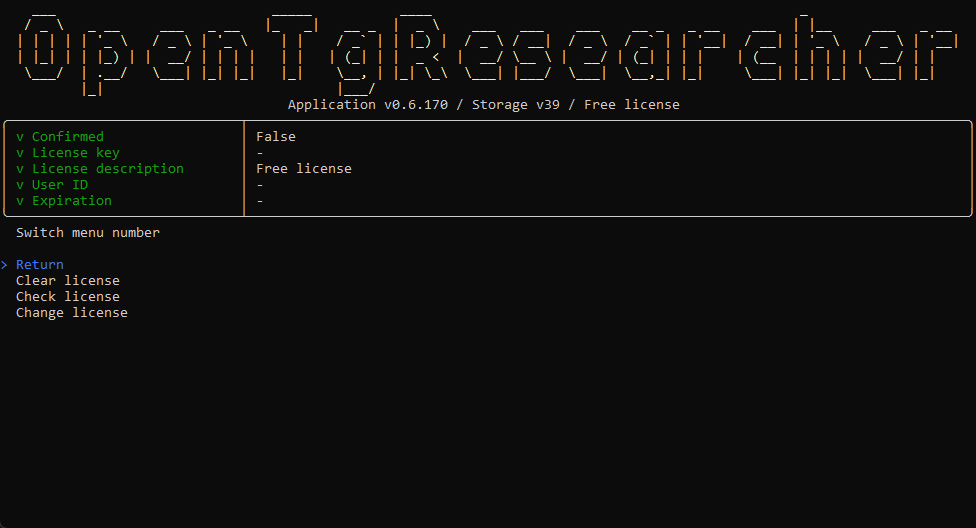 OpenTgResearcher
Application v0.6.170 / Storage v39 / Free license
v Confirmed False
v License key -
v License description Free license
v User ID -
v Expiration -
Switch menu number
> Return
Clear license
Check license
Change license